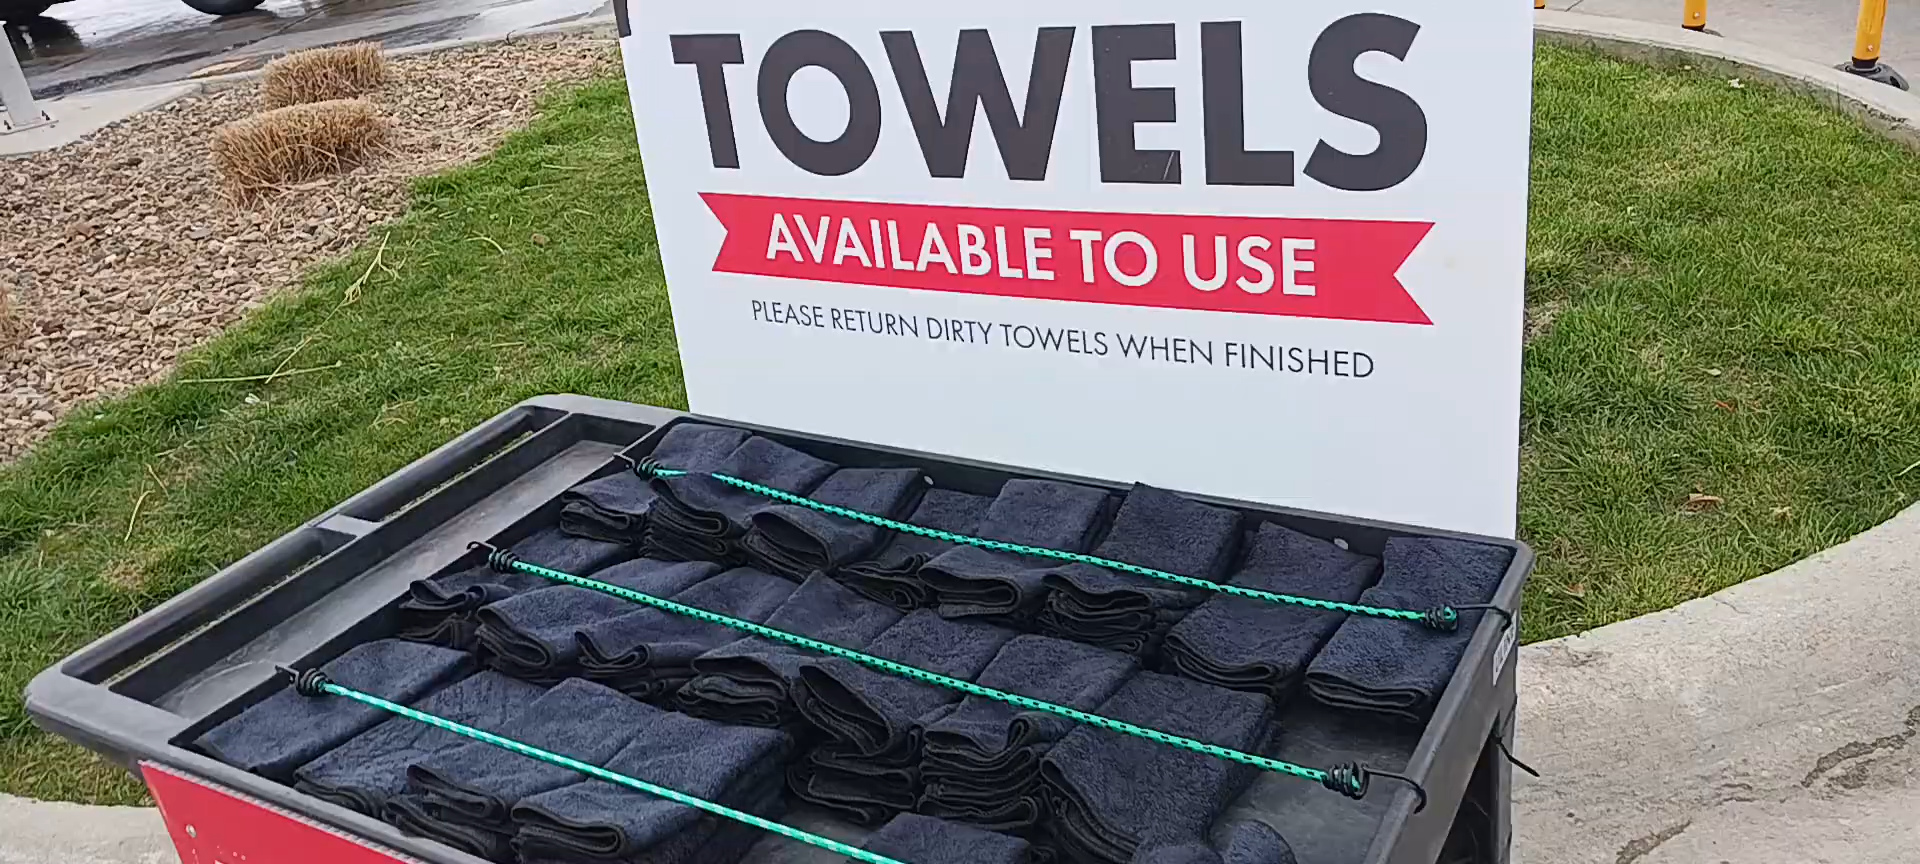 TOWELS
AVAILABLE TO USE
PLEASE RETURN DIRTY TOWELS WHEN FINISHED